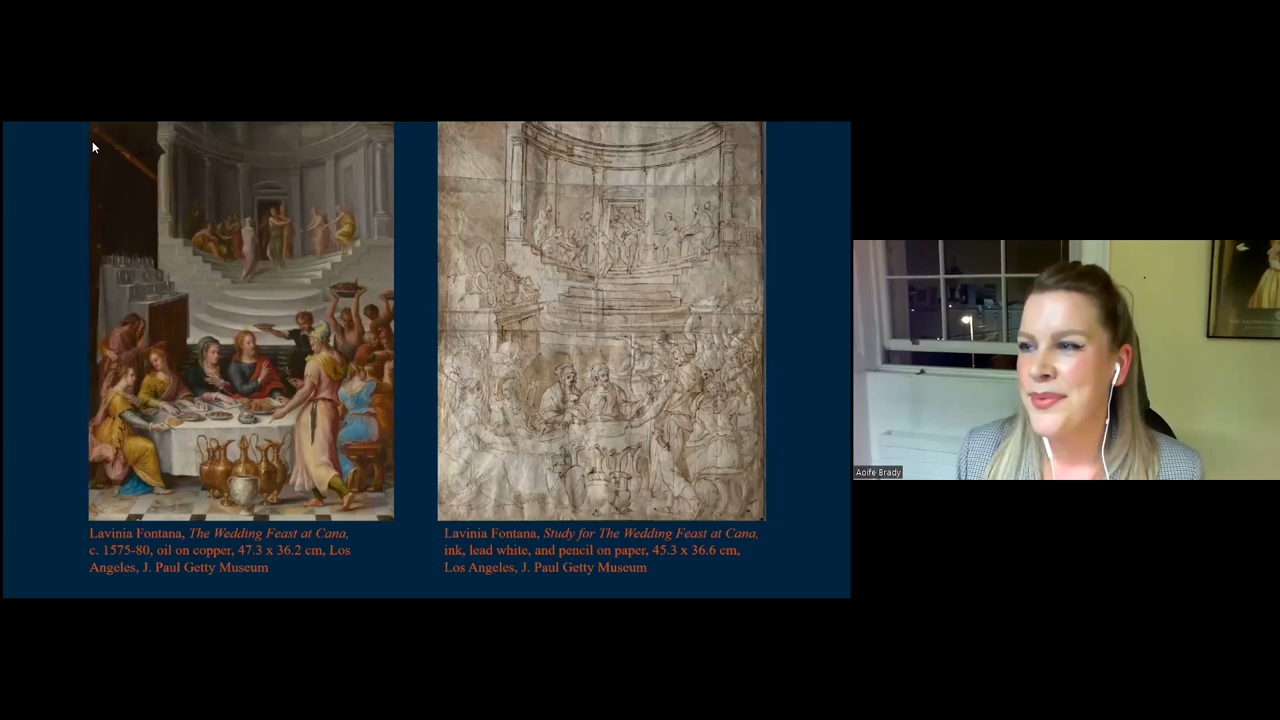 Lavinia Fontana, The Wedding Feast at Cana,
c. 1575-80, oil on copper, 47.3 x 36.2 cm, Los
Angeles, J. Paul Getty Museum
Lavinia Fontana, Study for The Wedding Feast at Cana,
ink, lead white, and pencil on paper, 45.3 x 36.6 cm,
Los Angeles, J. Paul Getty Museum
Aoife Brady